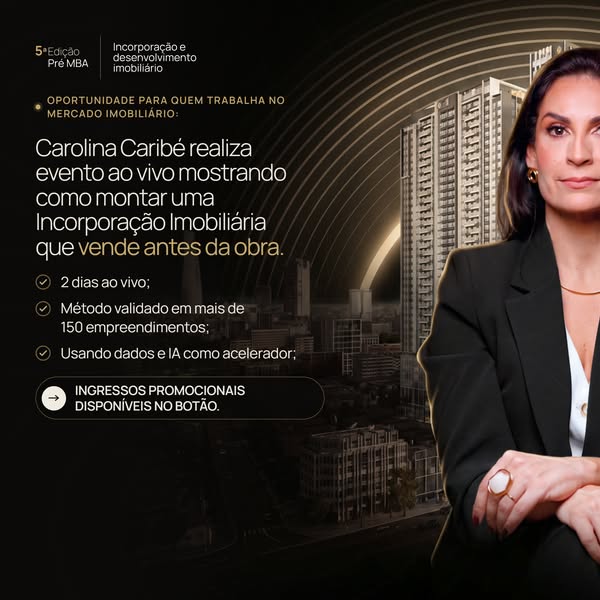 5ª Edição
Pré MBA
Incorporação e
desenvolvimento
imobiliário
OPORTUNIDADE PARA QUEM TRABALHA NO
MERCADO IMOBILIÁRIO:
Carolina Caribé realiza
evento ao vivo mostrando
como montar uma
Incorporação Imobiliária
que vende antes da obra.
2 dias ao vivo;
Método validado em mais de
150 empreendimentos;
Usando dados e IA como acelerador;
INGRESSOS PROMOCIONAIS
DISPONÍVEIS NO BOTÃO.